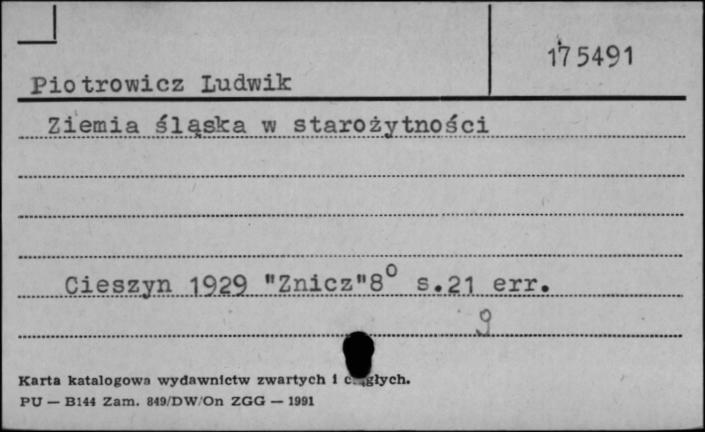 175491
Piotrowicz Ludwik
Ziemia śląska w starożytności
Cieszyn 1929 "Znicz" 8° s.21 err.
9
Karta katalogowa wydawnictw zwartych i
PU — B144 Zam. 849/DW/On ZGG — 1991